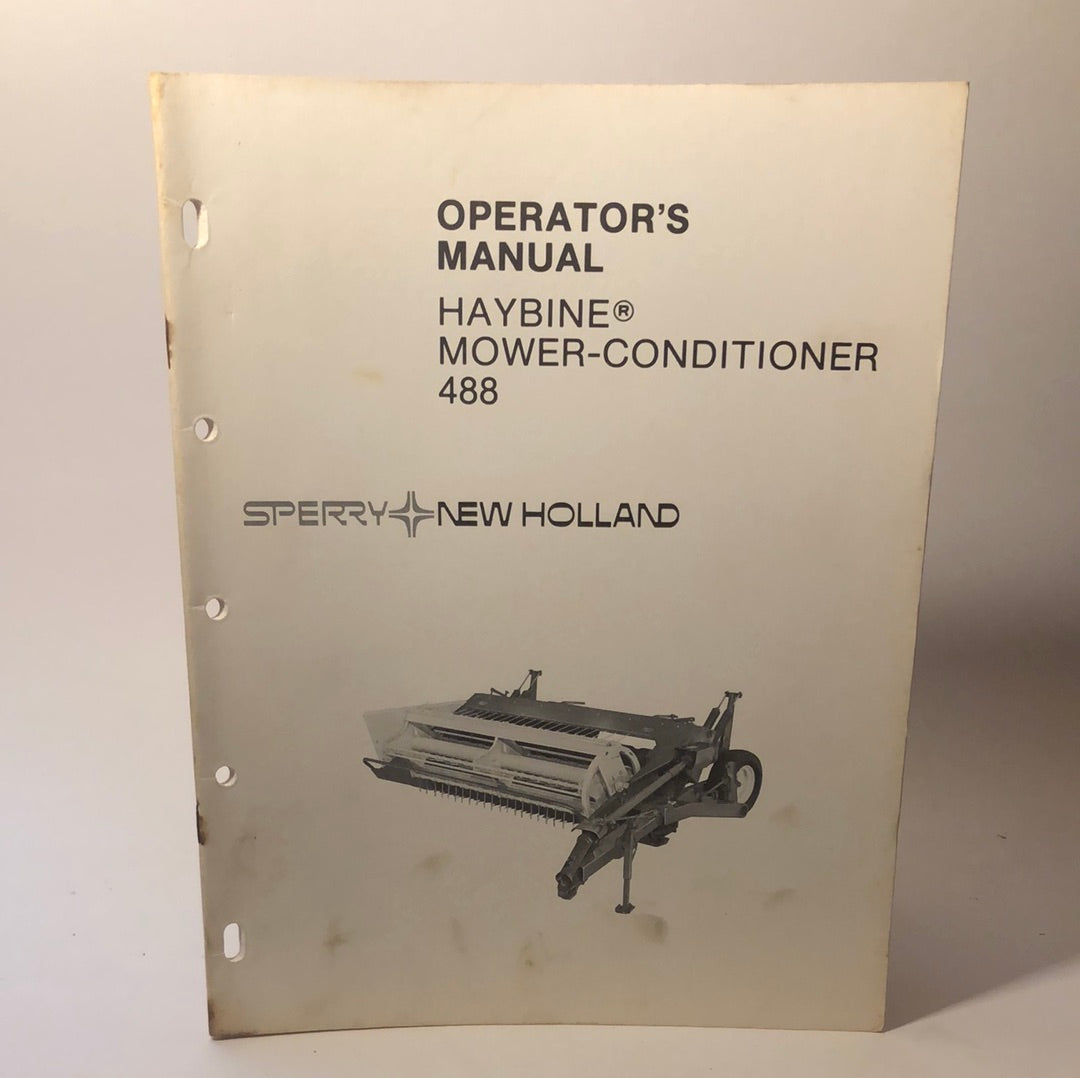 OPERATOR'S
MANUAL
HAYBINE®
MOWER-CONDITIONER
488
SPERRY NEW HOLLAND